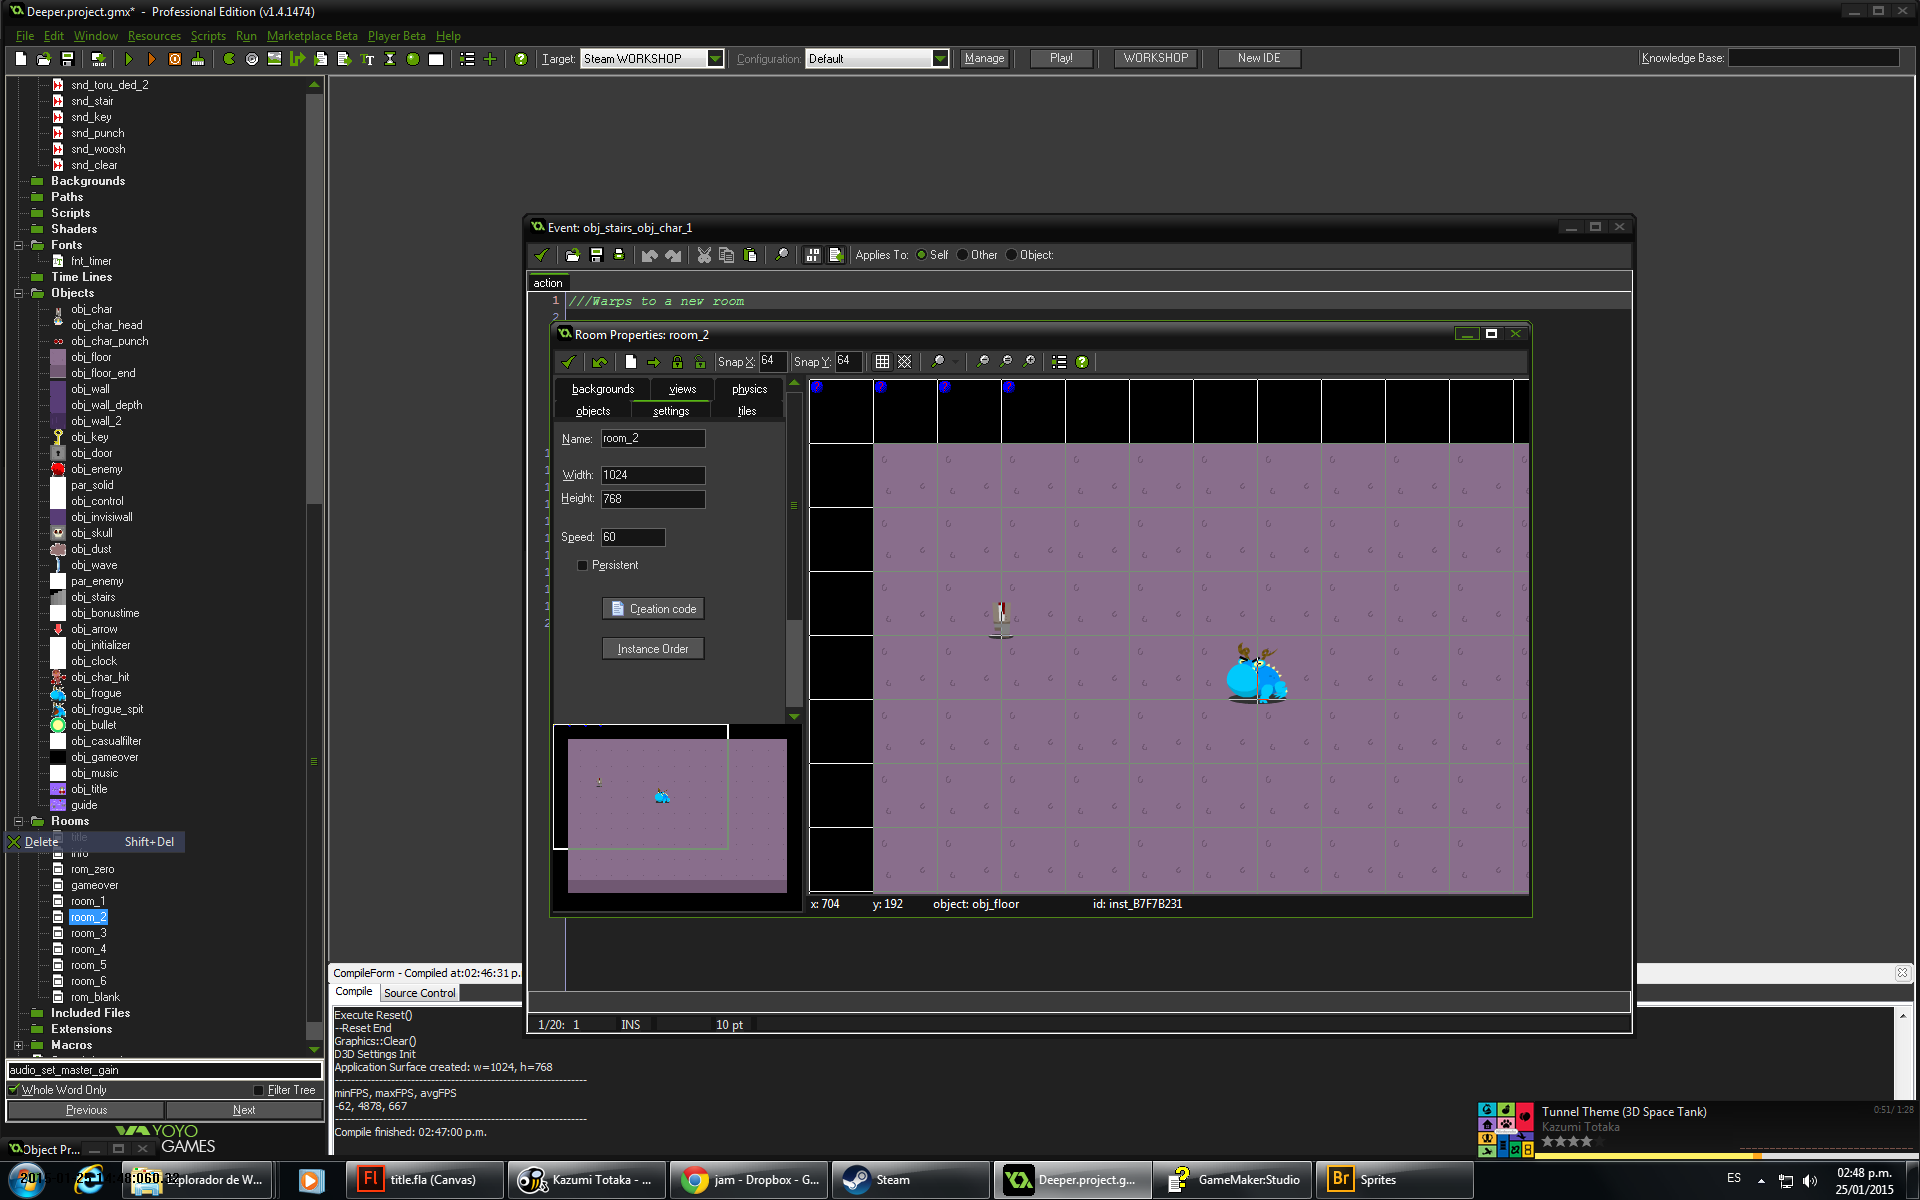 Deeper.project.gmx* - Professional Edition (v1.4.1474)
File Edit Window Resources Scripts Run Marketplace Beta Player Beta Help
Target: Steam WORKSHOP Configuration: Default Manage Play! WORKSHOP New IDE Knowledge Base:
snd_toru_ded_2
snd_stair
snd_key
snd_punch
snd_woosh
snd_clear
Backgrounds
Paths
Scripts
Shaders
Fonts
fnt_timer
Time Lines
Objects
obj_char
obj_char_head
obj_char_punch
obj_floor
obj_floor_end
obj_wall
obj_wall_depth
obj_wall_2
obj_key
obj_door
obj_enemy
par_solid
obj_control
obj_invisiwall
obj_skull
obj_dust
obj_wave
par_enemy
obj_stairs
obj_bonustime
obj_arrow
obj_initializer
obj_clock
obj_char_hit
obj_frogue
obj_frogue_spit
obj_bullet
obj_casualfilter
obj_gameover
obj_music
obj_title
guide
Rooms
title
Delete Shift+Del
info
rom_zero
gameover
room_1
room_2
room_3
room_4
room_5
room_6
rom_blank
Included Files
Extensions
Macros
audio_set_master_gain
Whole Word Only Filter Tree
Previous Next
YOYO
GAMES
Object Pr...
Event: obj_stairs_obj_char_1
Applies To: Self Other Object:
action
1 ///Warps to a new room
2
Room Properties: room_2
Snap X: 64 Snap Y: 64
backgrounds views physics
objects settings tiles
Name: room_2
Width: 1024
Height: 768
Speed: 60
Persistent
Creation code
Instance Order
x: 704 y: 192 object: obj_floor id: inst_B7F7B231
1/20: 1 INS 10 pt
CompileForm - Compiled at:02:46:31 p.
Compile Source Control
Execute Reset()
--Reset End
Graphics::Clear()
D3D Settings Init
Application Surface created: w=1024, h=768
minFPS, maxFPS, avgFPS
-62, 4878, 667
Compile finished: 02:47:00 p.m.
Tunnel Theme (3D Space Tank) 0:51/ 1:28
Kazumi Totaka
Explorador de W...
title.fla (Canvas)
Kazumi Totaka - ...
jam - Dropbox - G...
Steam
Deeper.project.g...
GameMaker:Studio
Sprites
ES
02:48 p.m.
25/01/2015